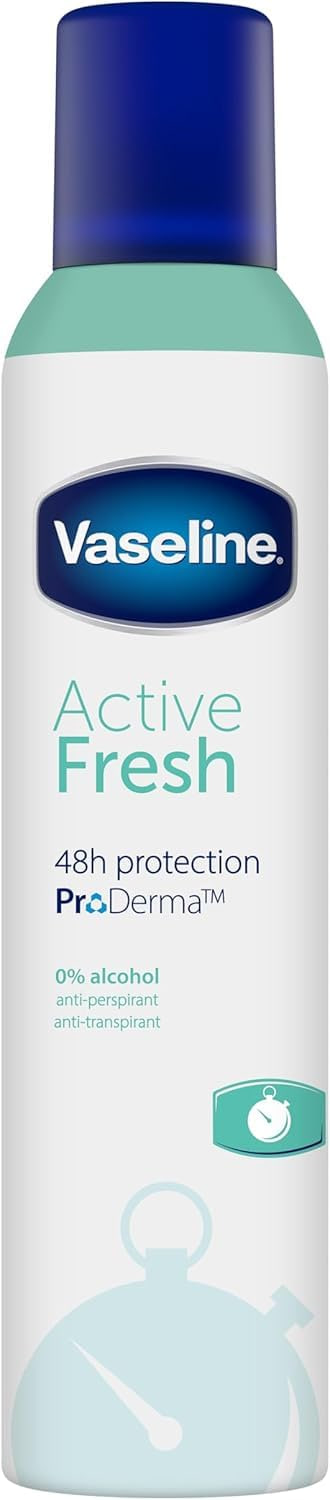 Vaseline.
Active
Fresh
48h protection
ProDerma™
0% alcohol
anti-perspirant
anti-transpirant